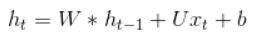 h_t = W * h_{t-1} + Ux_t + b